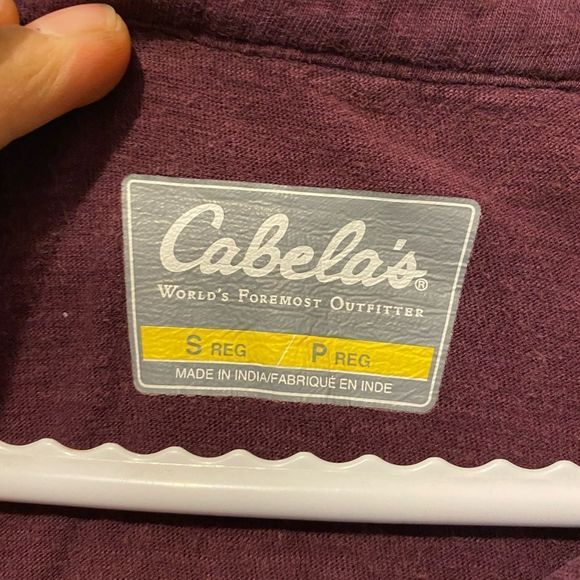 Cabela's®
WORLD'S FOREMOST OUTFITTER
S REG / P REG
MADE IN INDIA/FABRIQUÉ EN INDE